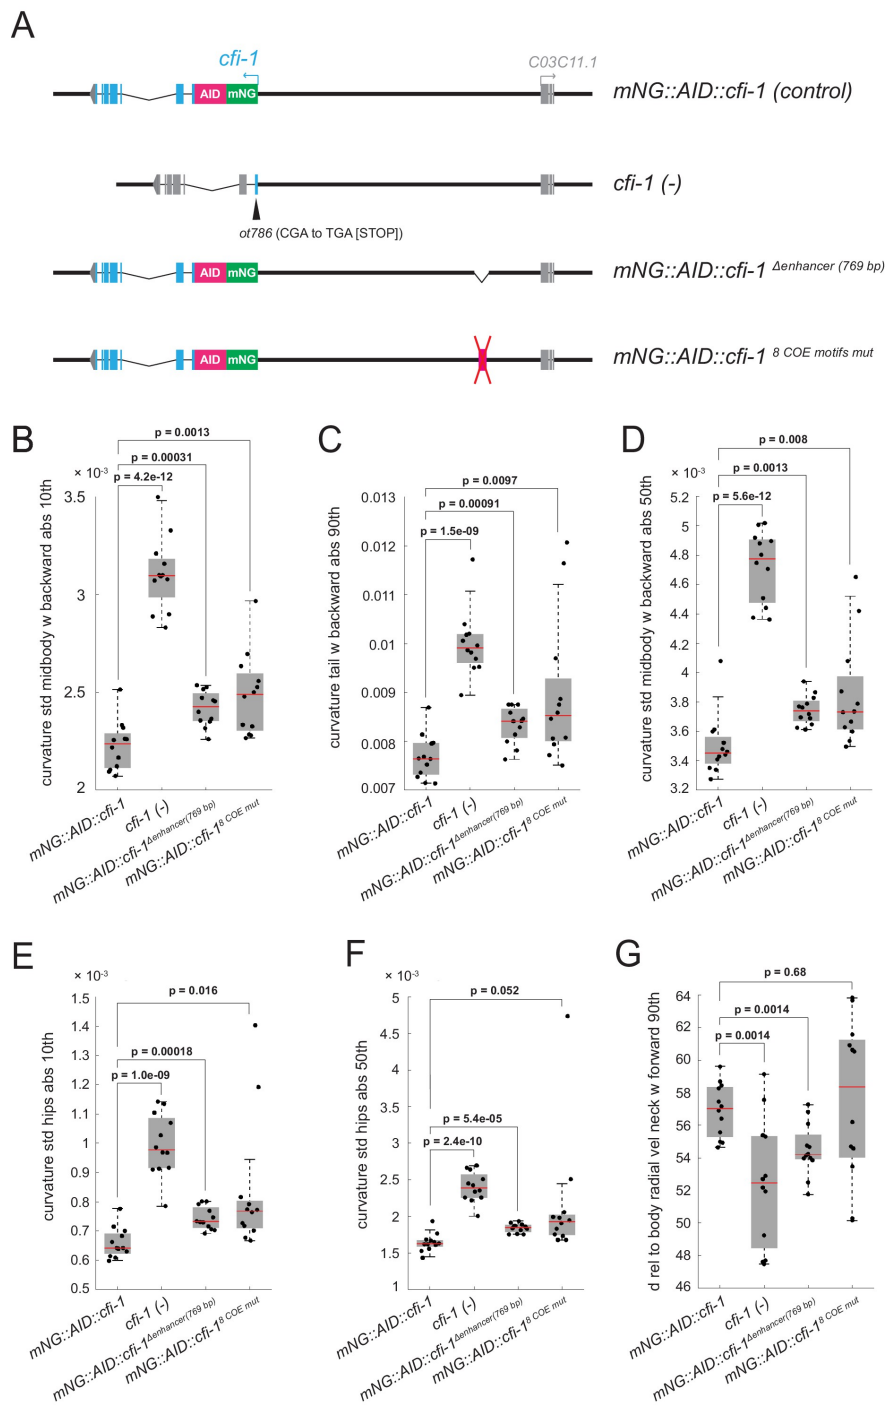 A
cfi-1
C03C11.1
AID
mNG
mNG::AID::cfi-1 (control)
cfi-1 (-)
ot786 (CGA to TGA [STOP])
AID
mNG
mNG::AID::cfi-1 Δenhancer (769 bp)
AID
mNG
mNG::AID::cfi-1 8 COE motifs mut
B
p = 0.0013
p = 0.00031
× 10-3
p = 4.2e-12
3.5
3
2.5
2
curvature std midbody w backward abs 10th
mNG::AID::cfi-1
cfi-1 (-)
mNG::AID::cfi-1Δenhancer(769 bp)
mNG::AID::cfi-18 COE mut
C
p = 0.0097
p = 0.00091
p = 1.5e-09
0.013
0.012
0.011
0.01
0.009
0.008
0.007
curvature tail w backward abs 90th
mNG::AID::cfi-1
cfi-1 (-)
mNG::AID::cfi-1Δenhancer(769 bp)
mNG::AID::cfi-18 COE mut
D
p = 0.008
p = 0.0013
× 10-3
p = 5.6e-12
5.2
5
4.8
4.6
4.4
4.2
4
3.8
3.6
3.4
3.2
curvature std midbody w backward abs 50th
mNG::AID::cfi-1
cfi-1 (-)
mNG::AID::cfi-1Δenhancer(769 bp)
mNG::AID::cfi-18 COE mut
E
× 10-3
p = 0.016
p = 0.00018
p = 1.0e-09
1.5
1.4
1.3
1.2
1.1
1
0.9
0.8
0.7
0.6
0.5
curvature std hips abs 10th
mNG::AID::cfi-1
cfi-1 (-)
mNG::AID::cfi-1Δenhancer(769 bp)
mNG::AID::cfi-18 COE mut
F
× 10-3
p = 0.052
p = 5.4e-05
p = 2.4e-10
5
4.5
4
3.5
3
2.5
2
1.5
1
curvature std hips abs 50th
mNG::AID::cfi-1
cfi-1 (-)
mNG::AID::cfi-1Δenhancer(769 bp)
mNG::AID::cfi-18 COE mut
G
p = 0.68
p = 0.0014
p = 0.0014
64
62
60
58
56
54
52
50
48
46
d rel to body radial vel neck w forward 90th
mNG::AID::cfi-1
cfi-1 (-)
mNG::AID::cfi-1Δenhancer(769 bp)
mNG::AID::cfi-18 COE mut